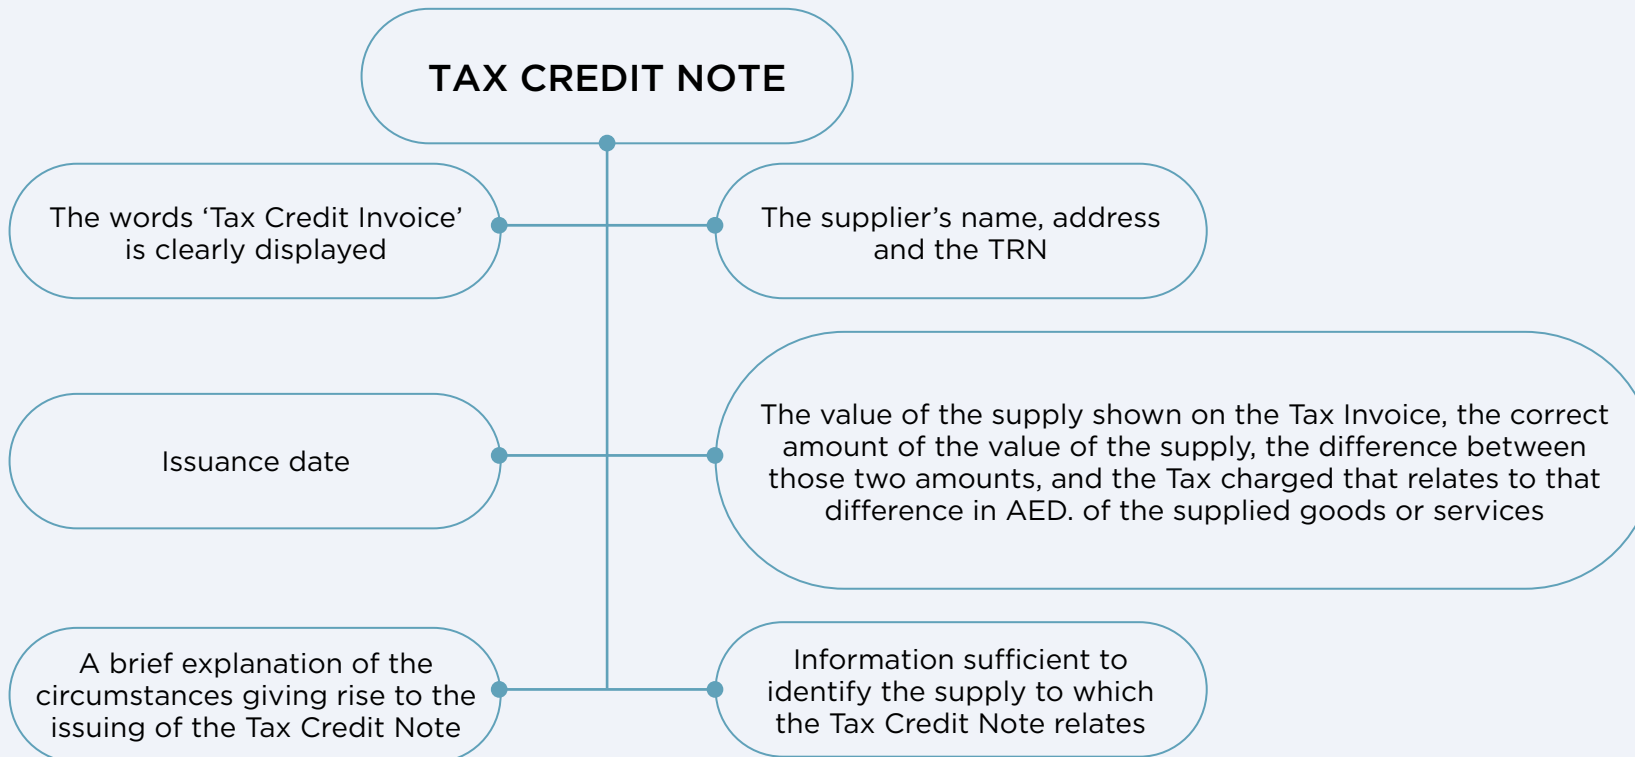 TAX CREDIT NOTE
The words ‘Tax Credit Invoice’
is clearly displayed
The supplier’s name, address
and the TRN
Issuance date
The value of the supply shown on the Tax Invoice, the correct
amount of the value of the supply, the difference between
those two amounts, and the Tax charged that relates to that
difference in AED. of the supplied goods or services
A brief explanation of the
circumstances giving rise to the
issuing of the Tax Credit Note
Information sufficient to
identify the supply to which
the Tax Credit Note relates